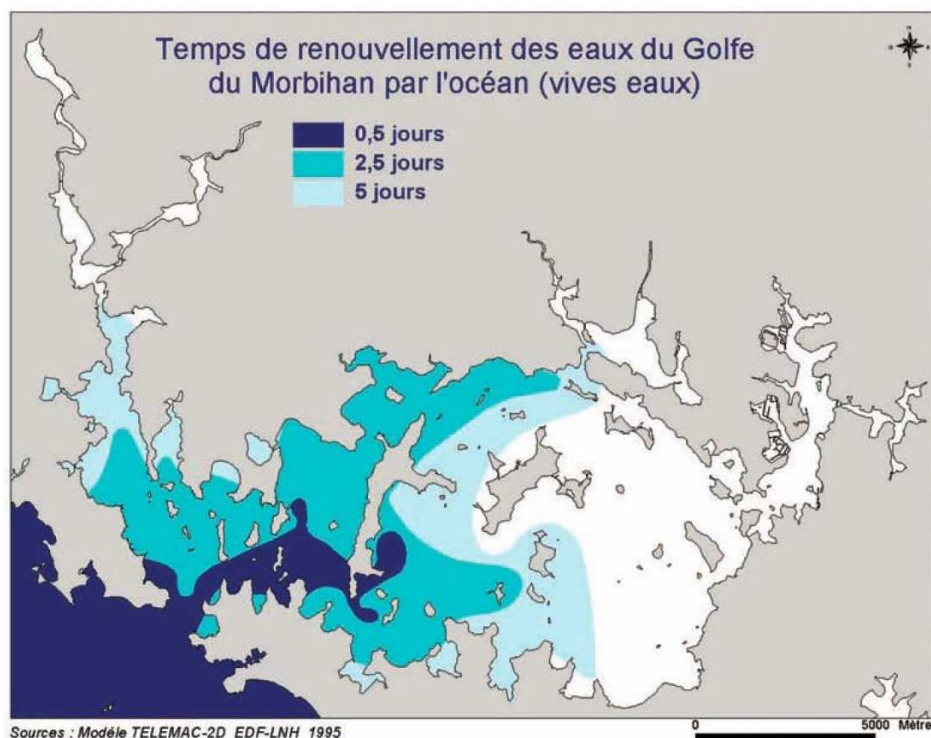 Temps de renouvellement des eaux du Golfe
du Morbihan par l'océan (vives eaux)
0,5 jours
2,5 jours
5 jours
0 5000 Mètre
Sources : Modéle TELEMAC-2D EDF-LNH 1995